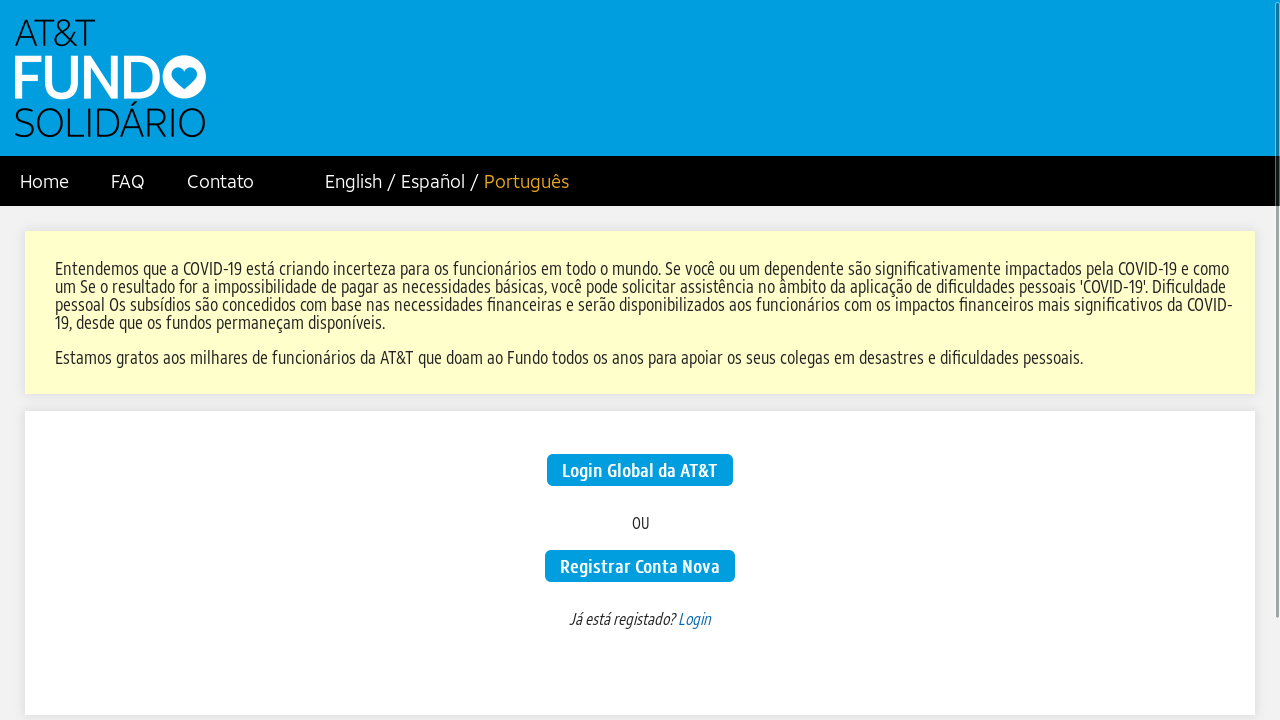 AT&T
FUNDO
SOLIDÁRIO
Home FAQ Contato English / Español / Português
Entendemos que a COVID-19 está criando incerteza para os funcionários em todo o mundo. Se você ou um dependente são significativamente impactados pela COVID-19 e como
um Se o resultado for a impossibilidade de pagar as necessidades básicas, você pode solicitar assistência no âmbito da aplicação de dificuldades pessoais 'COVID-19'. Dificuldade
pessoal Os subsídios são concedidos com base nas necessidades financeiras e serão disponibilizados aos funcionários com os impactos financeiros mais significativos da COVID-
19, desde que os fundos permaneçam disponíveis.
Estamos gratos aos milhares de funcionários da AT&T que doam ao Fundo todos os anos para apoiar os seus colegas em desastres e dificuldades pessoais.
Login Global da AT&T
OU
Registrar Conta Nova
Já está registado? Login